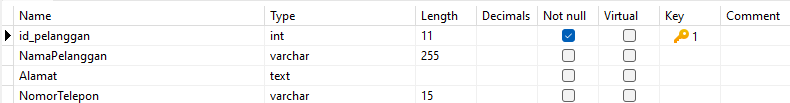 Name Type Length Decimals Not null Virtual Key Comment
id_pelanggan int 11 1
NamaPelanggan varchar 255
Alamat text
NomorTelepon varchar 15